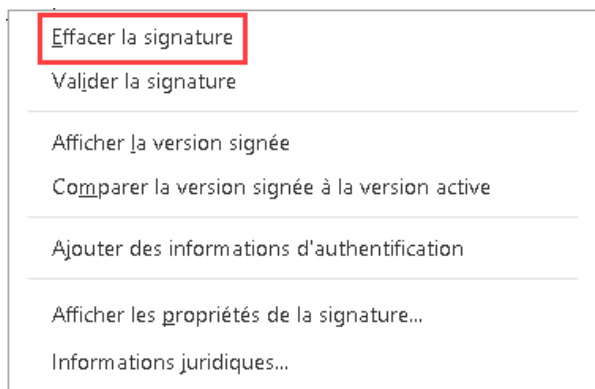 Effacer la signature
Valider la signature
Afficher la version signée
Comparer la version signée à la version active
Ajouter des informations d'authentification
Afficher les propriétés de la signature...
Informations juridiques...